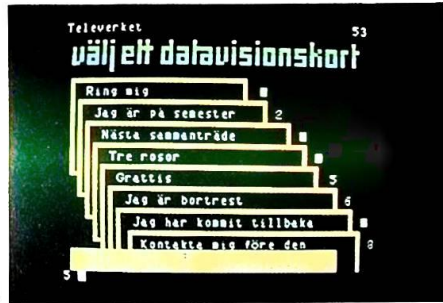 Televerket 53
välj ett datavisionskort
Ring mig
Jag är på semester 2
Nästa sammanträde
Tre rosor
Grattis 5
Jag är bortrest 6
Jag har kommit tillbaka
Kontakta mig före den 8
5